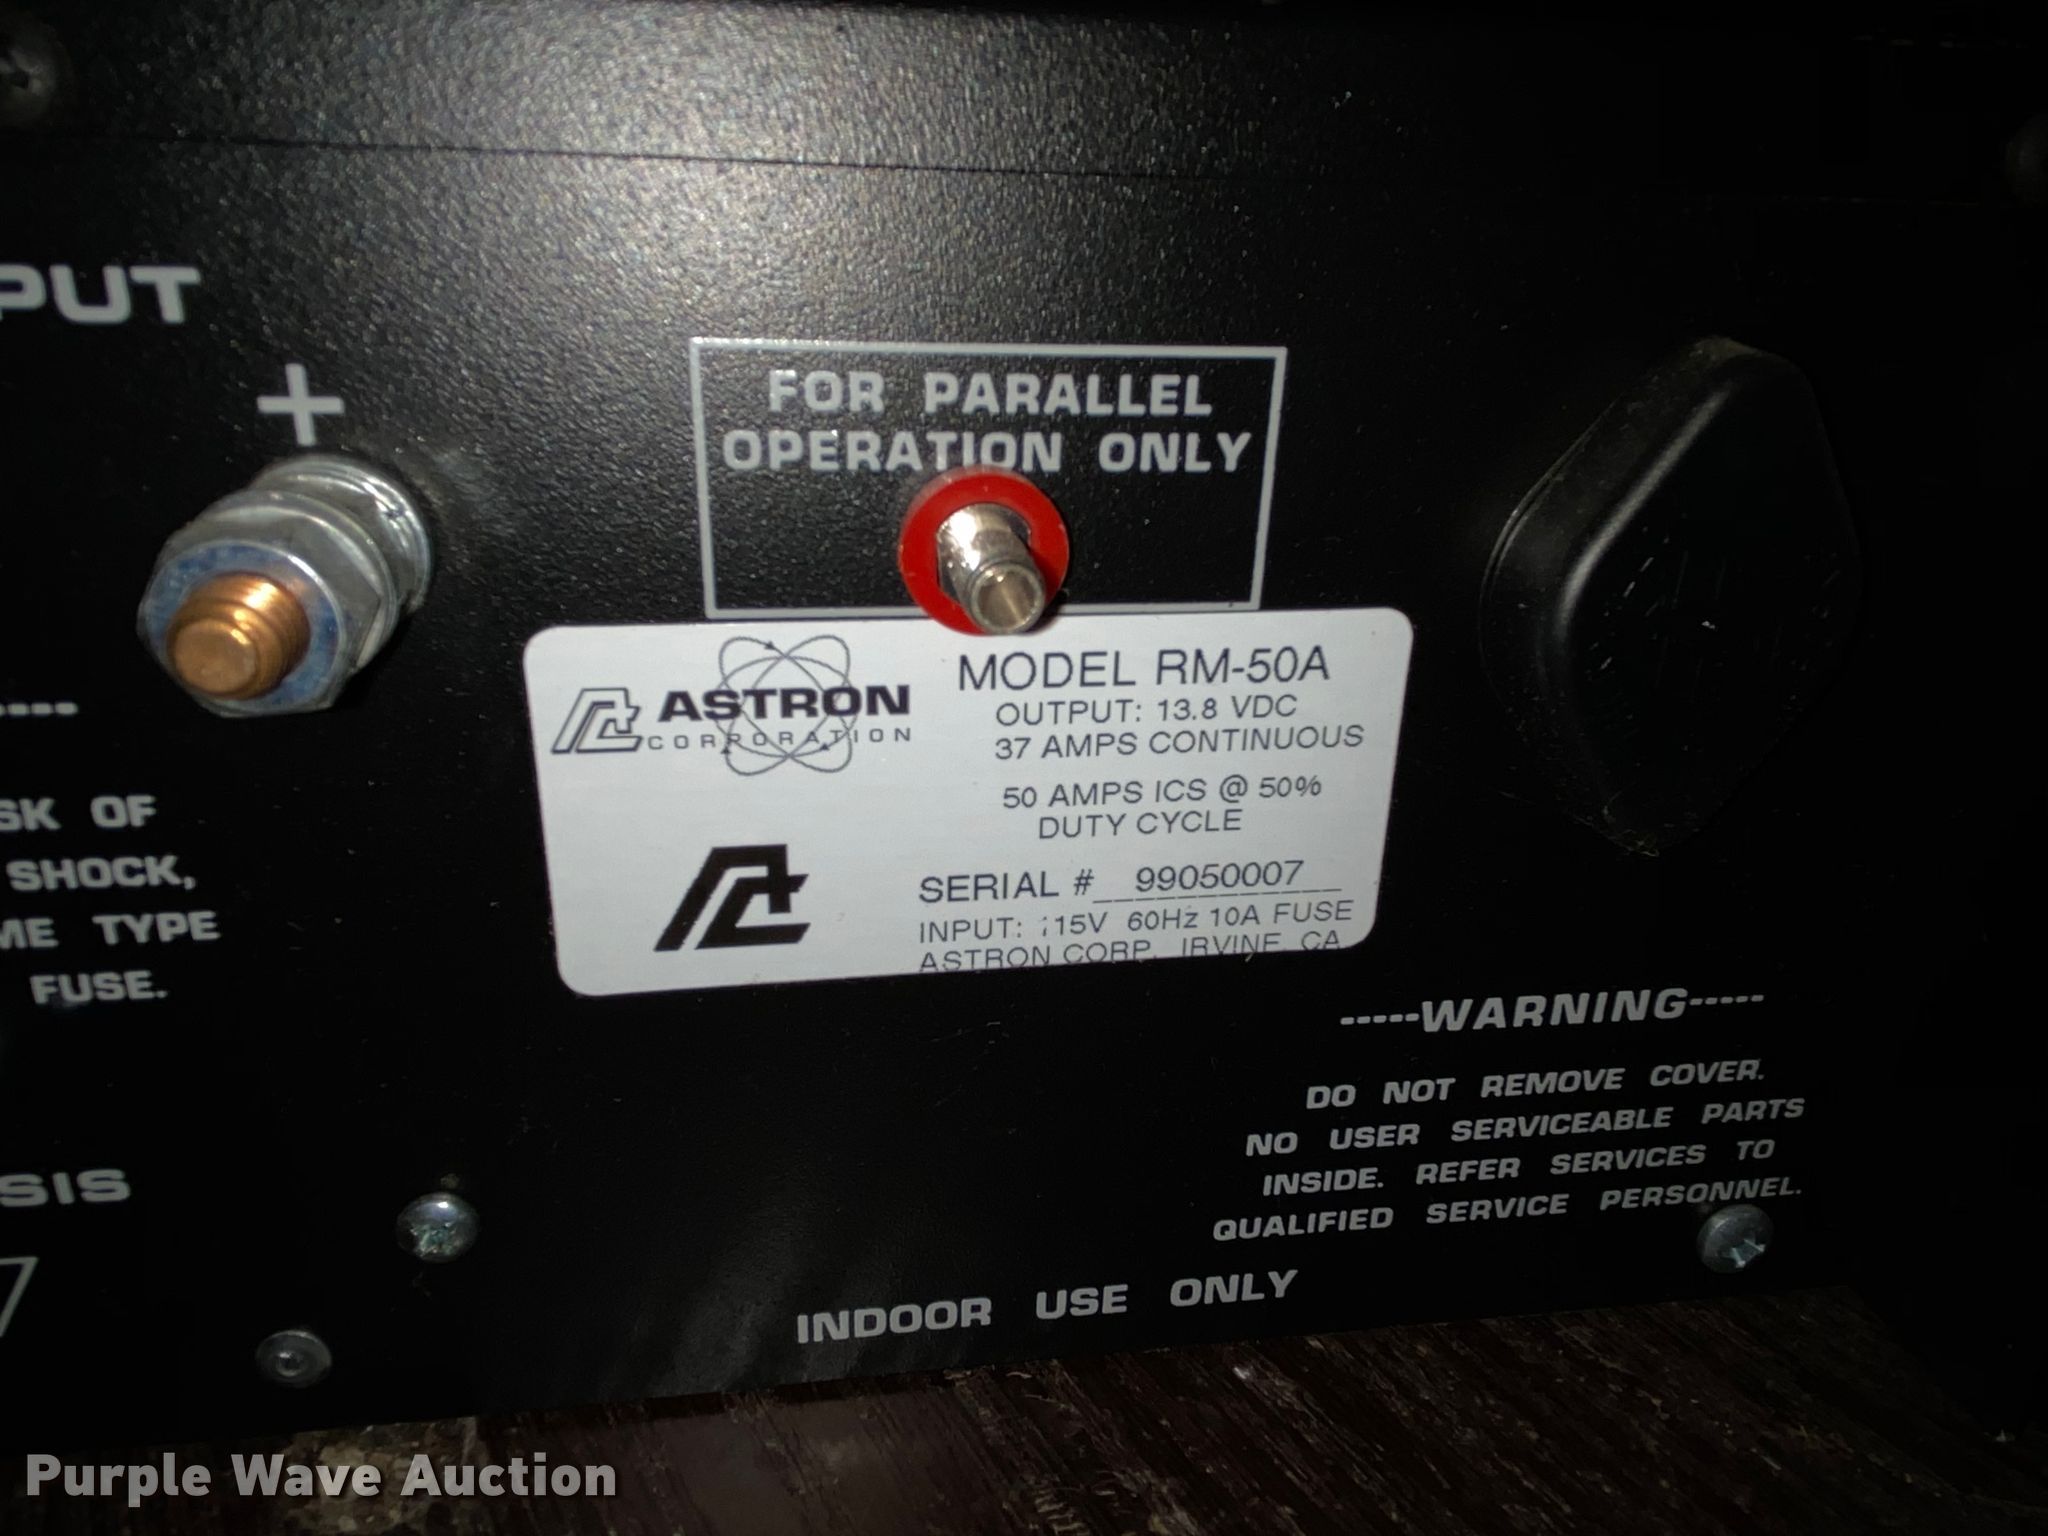 PUT
+
FOR PARALLEL
OPERATION ONLY
ASTRON
CORPORATION
MODEL RM-50A
OUTPUT: 13.8 VDC
37 AMPS CONTINUOUS
50 AMPS ICS @ 50%
DUTY CYCLE
SERIAL # 99050007
INPUT: 115V 60Hz 10A FUSE
ASTRON CORP. IRVINE, CA
----
SK OF
SHOCK,
ME TYPE
FUSE.
SIS
-----WARNING-----
DO NOT REMOVE COVER.
NO USER SERVICEABLE PARTS
INSIDE. REFER SERVICES TO
QUALIFIED SERVICE PERSONNEL.
INDOOR USE ONLY
Purple Wave Auction